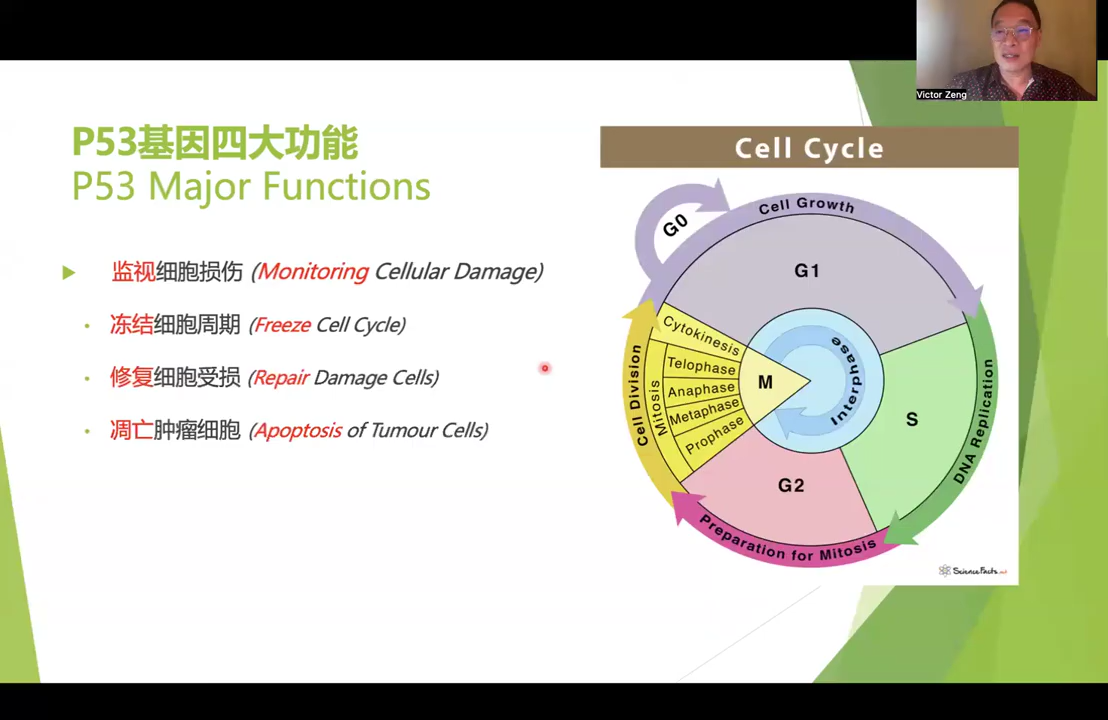 Victor Zeng
P53基因四大功能
P53 Major Functions
监视细胞损伤 (Monitoring Cellular Damage)
冻结细胞周期 (Freeze Cell Cycle)
修复细胞受损 (Repair Damage Cells)
凋亡肿瘤细胞 (Apoptosis of Tumour Cells)
Cell Cycle
G0
Cell Growth
G1
Cytokinesis
Telophase
Anaphase
Metaphase
Prophase
Mitosis
Cell Division
M
Interphase
S
DNA Replication
G2
Preparation for Mitosis
ScienceFacts.net